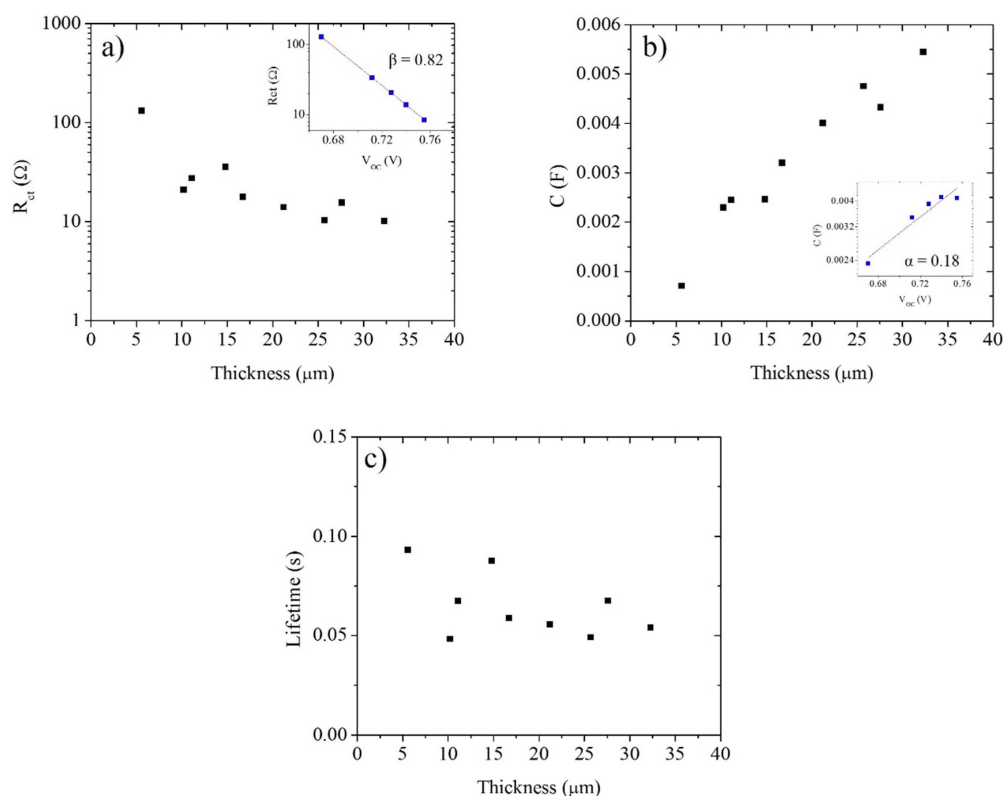 a)
1000
100
10
1
R_ct (Ω)
0 5 10 15 20 25 30 35 40
Thickness (μm)
β = 0.82
100
10
Rct (Ω)
0.68 0.72 0.76
V_OC (V)
b)
0.006
0.005
0.004
0.003
0.002
0.001
0.000
C (F)
0 5 10 15 20 25 30 35 40
Thickness (μm)
0.004
0.0032
0.0024
C (F)
α = 0.18
0.68 0.72 0.76
V_OC (V)
c)
0.15
0.10
0.05
0.00
Lifetime (s)
0 5 10 15 20 25 30 35 40
Thickness (μm)